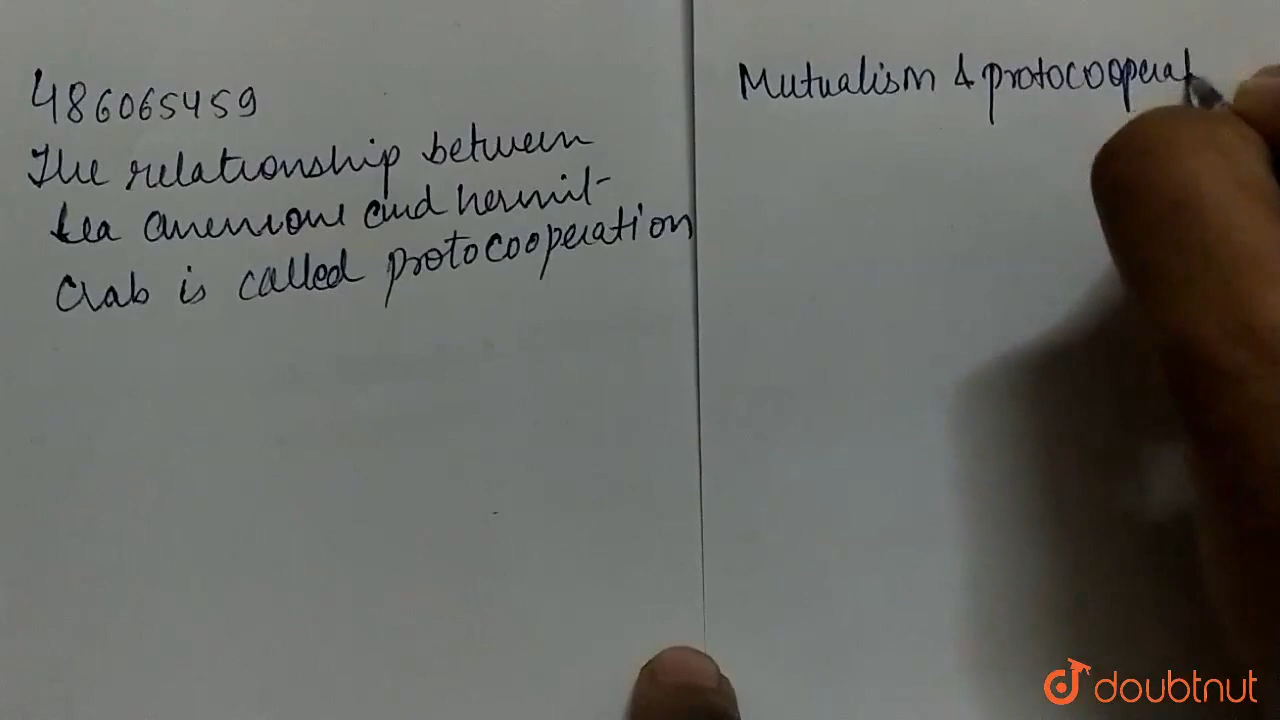 486065459
The relationship between
sea anemone and hermit-
Crab is called protocooperation
Mutualism & protocooperat
doubtnut